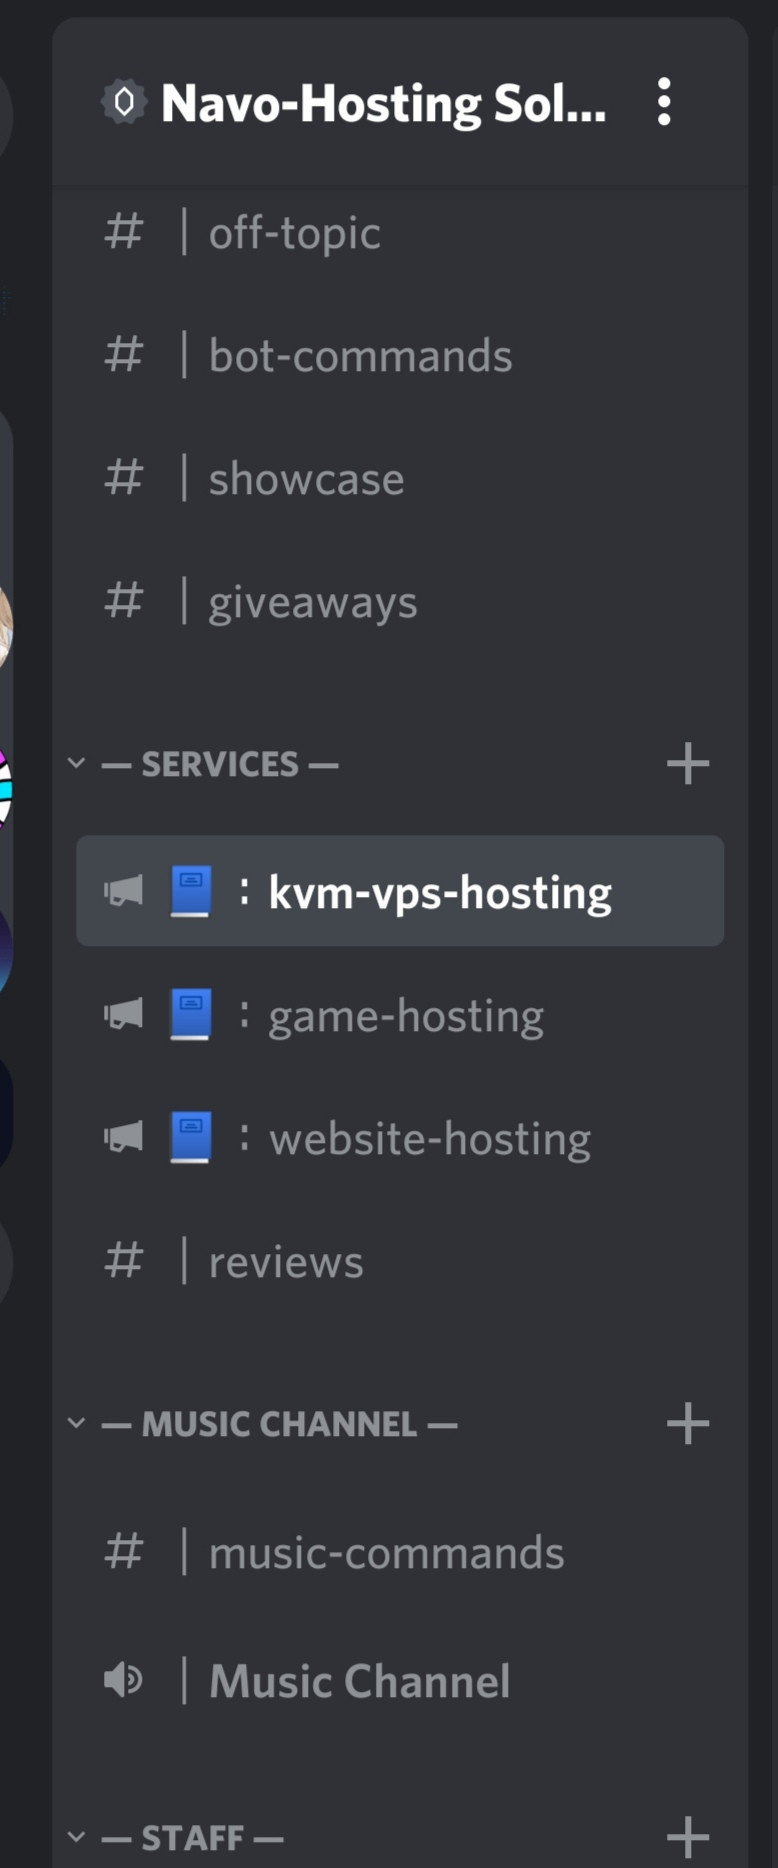 Navo-Hosting Sol...
# | off-topic
# | bot-commands
# | showcase
# | giveaways
— SERVICES —
: kvm-vps-hosting
: game-hosting
: website-hosting
# | reviews
— MUSIC CHANNEL —
# | music-commands
| Music Channel
— STAFF —